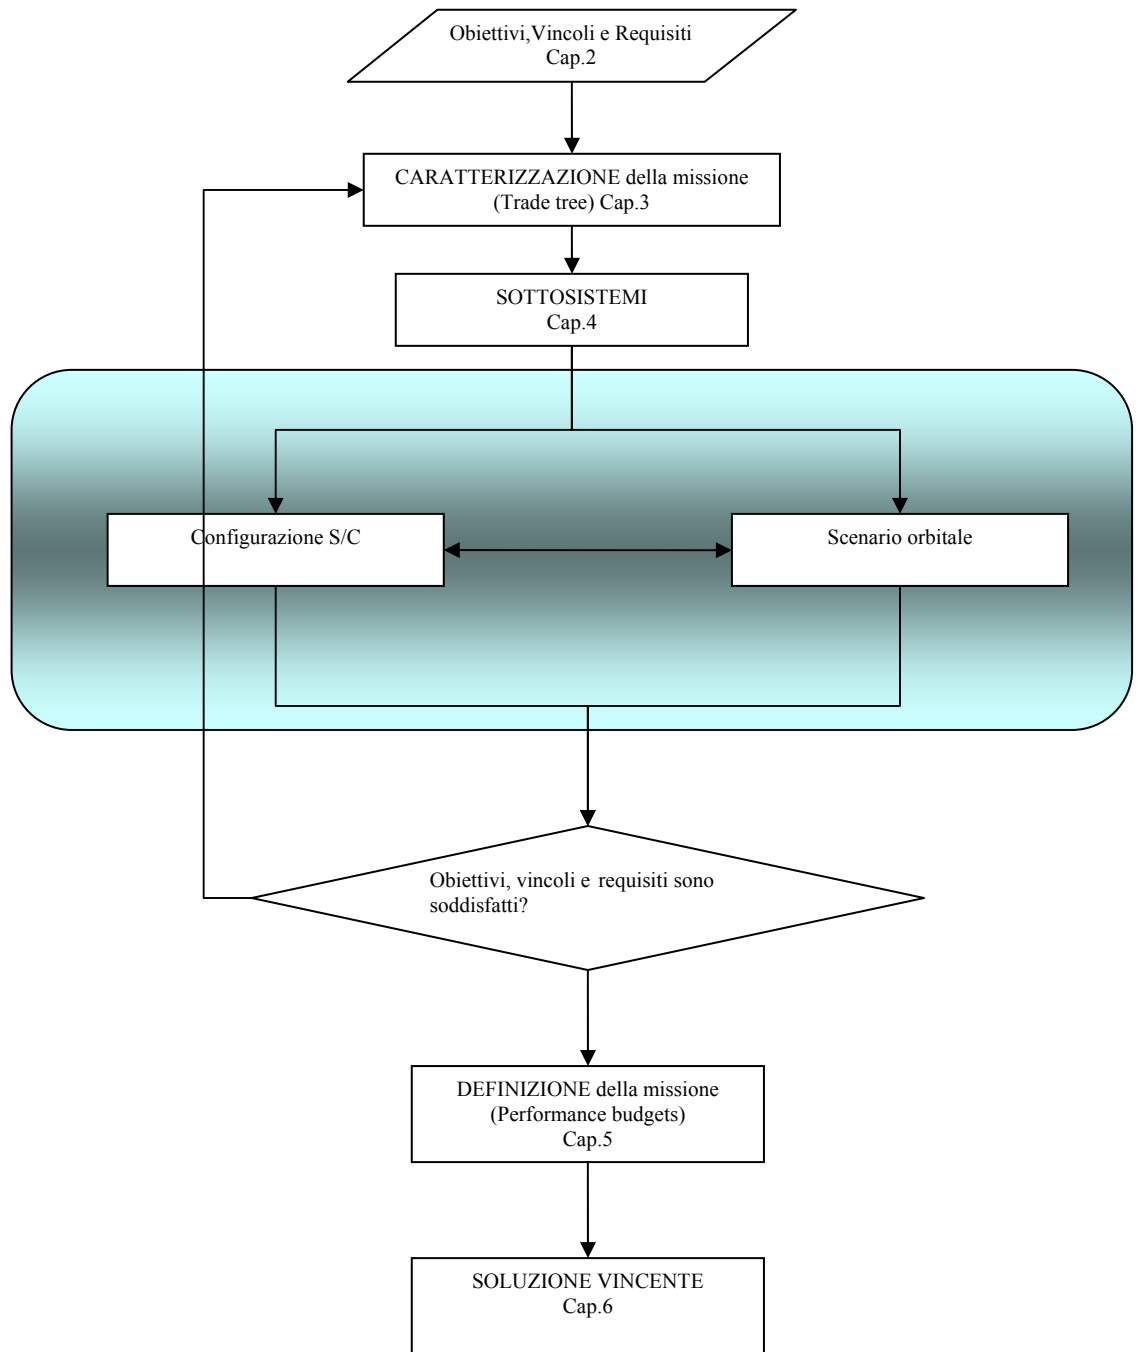 Obiettivi,Vincoli e Requisiti
Cap.2
CARATTERIZZAZIONE della missione
(Trade tree) Cap.3
SOTTOSISTEMI
Cap.4
Configurazione S/C
Scenario orbitale
Obiettivi, vincoli e requisiti sono
soddisfatti?
DEFINIZIONE della missione
(Performance budgets)
Cap.5
SOLUZIONE VINCENTE
Cap.6